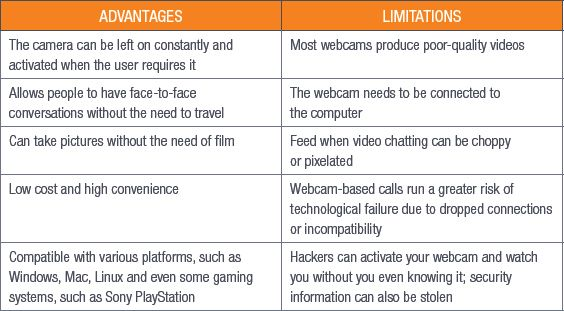 ADVANTAGES
LIMITATIONS
The camera can be left on constantly and
activated when the user requires it
Most webcams produce poor-quality videos
Allows people to have face-to-face
conversations without the need to travel
The webcam needs to be connected to
the computer
Can take pictures without the need of film
Feed when video chatting can be choppy
or pixelated
Low cost and high convenience
Webcam-based calls run a greater risk of
technological failure due to dropped connections
or incompatibility
Compatible with various platforms, such as
Windows, Mac, Linux and even some gaming
systems, such as Sony PlayStation
Hackers can activate your webcam and watch
you without you even knowing it; security
information can also be stolen